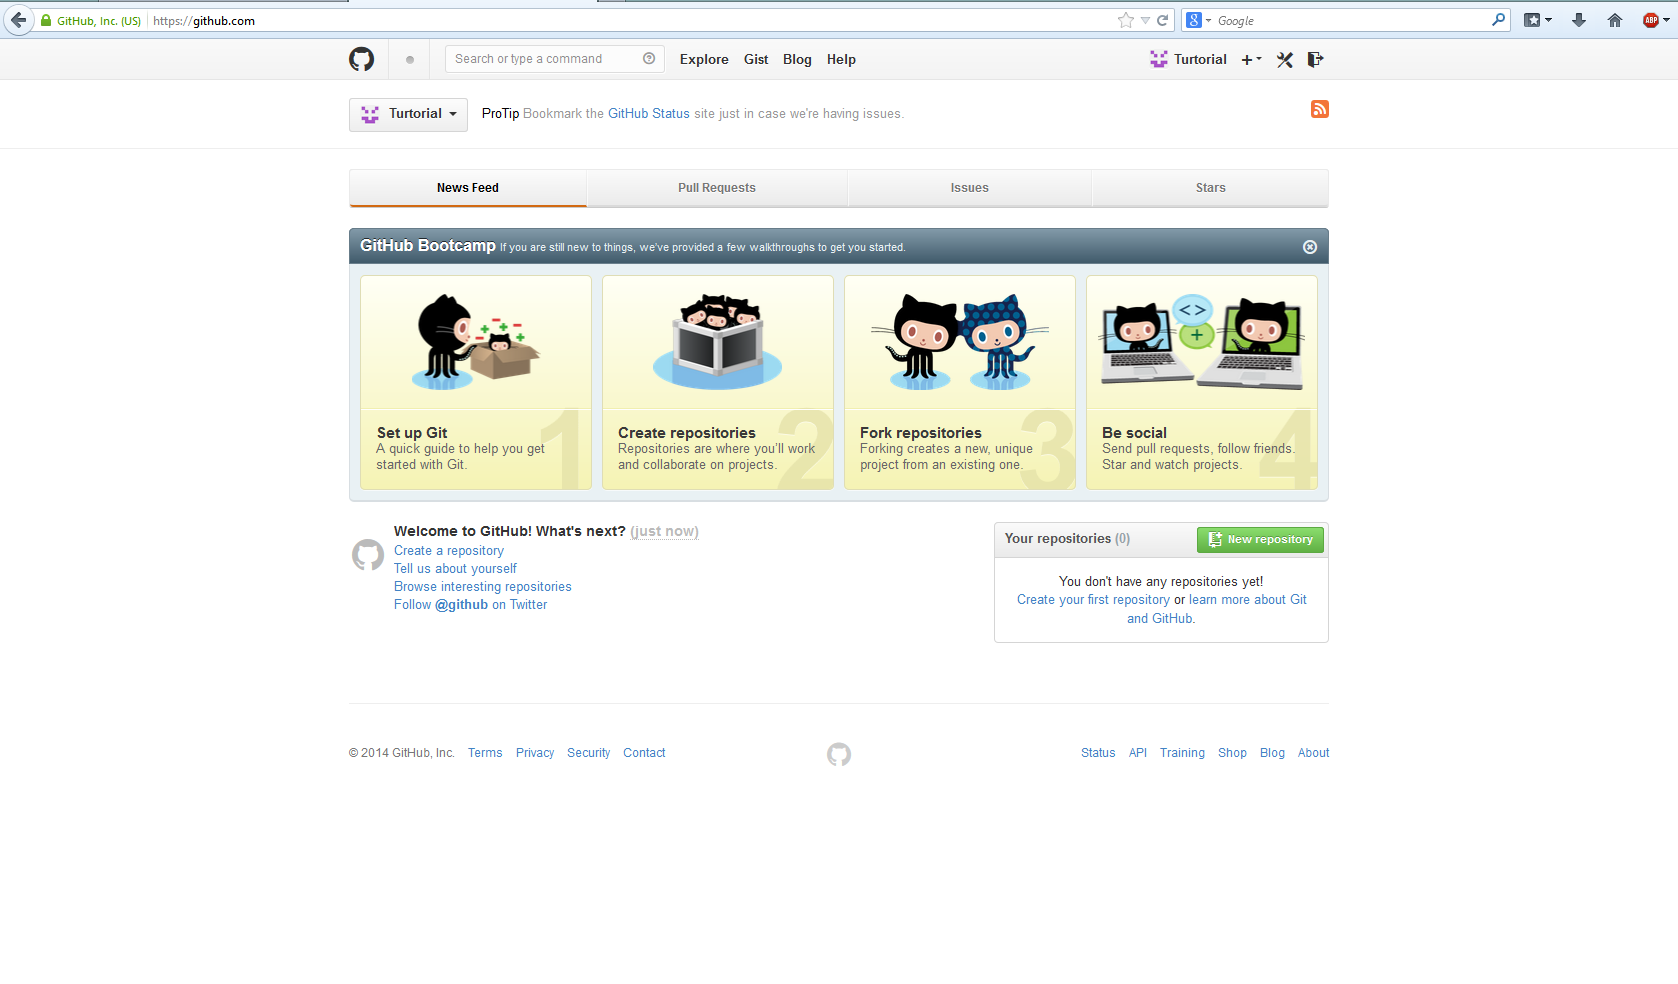 GitHub, Inc. (US) https://github.com Google ABP
Search or type a command Explore Gist Blog Help Turtorial
Turtorial ProTip Bookmark the GitHub Status site just in case we're having issues.
News Feed Pull Requests Issues Stars
GitHub Bootcamp If you are still new to things, we've provided a few walkthroughs to get you started.
1 Set up Git
A quick guide to help you get
started with Git.
2 Create repositories
Repositories are where you'll work
and collaborate on projects.
3 Fork repositories
Forking creates a new, unique
project from an existing one.
4 Be social
Send pull requests, follow friends.
Star and watch projects.
Welcome to GitHub! What's next? (just now)
Create a repository
Tell us about yourself
Browse interesting repositories
Follow @github on Twitter
Your repositories (0) New repository
You don't have any repositories yet!
Create your first repository or learn more about Git
and GitHub.
© 2014 GitHub, Inc. Terms Privacy Security Contact Status API Training Shop Blog About